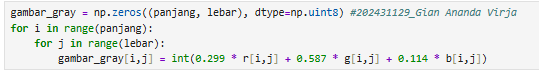 gambar_gray = np.zeros((panjang, lebar), dtype=np.uint8) #202431129_Gian Ananda Virja
for i in range(panjang):
    for j in range(lebar):
        gambar_gray[i,j] = int(0.299 * r[i,j] + 0.587 * g[i,j] + 0.114 * b[i,j])